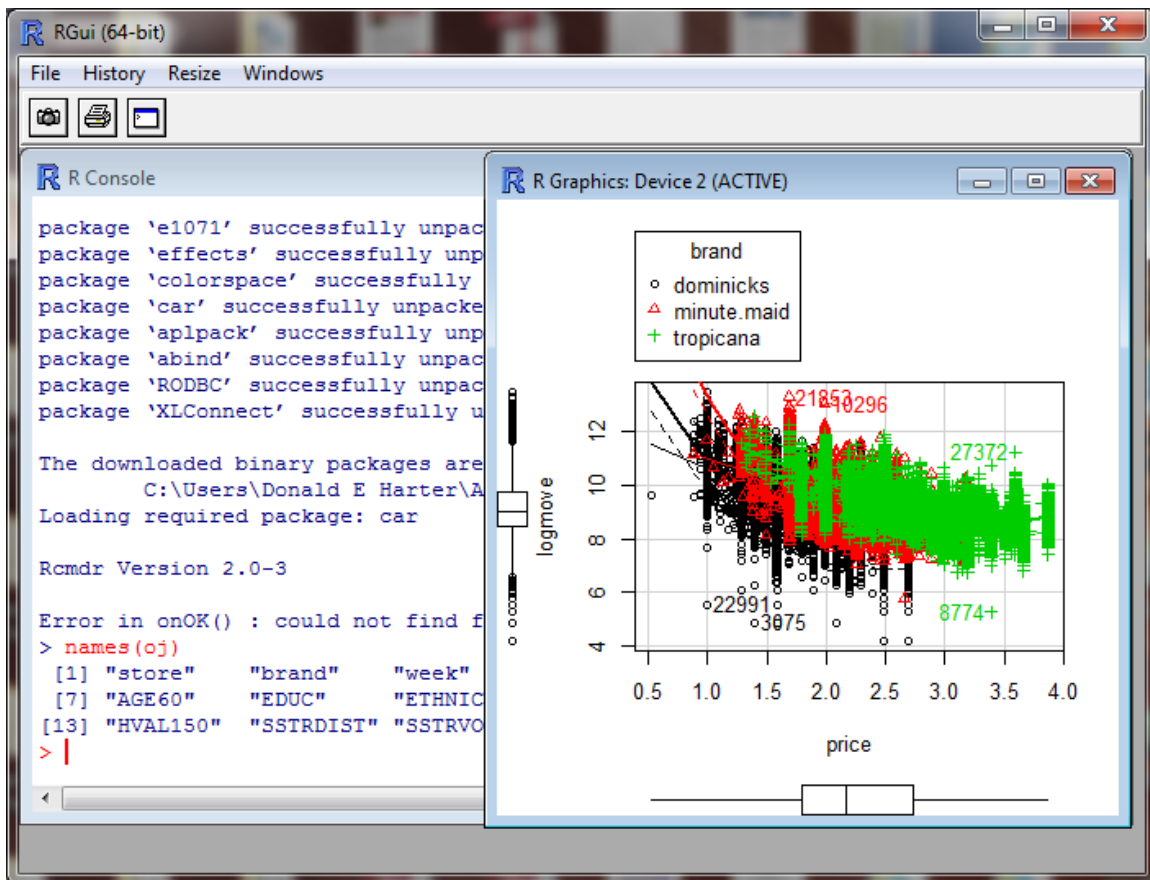 RGui (64-bit)
File History Resize Windows
R Console
package ‘e1071’ successfully unpac
package ‘effects’ successfully unp
package ‘colorspace’ successfully
package ‘car’ successfully unpacke
package ‘aplpack’ successfully unp
package ‘abind’ successfully unpac
package ‘RODBC’ successfully unpac
package ‘XLConnect’ successfully u
The downloaded binary packages are
C:\Users\Donald E Harter\A
Loading required package: car
Rcmdr Version 2.0-3
Error in onOK() : could not find f
> names(oj)
[1] "store" "brand" "week"
[7] "AGE60" "EDUC" "ETHNIC
[13] "HVAL150" "SSTRDIST" "SSTRVO
>
R Graphics: Device 2 (ACTIVE)
brand
dominicks
minute.maid
tropicana
21853
10296
27372
22991
3075
8774
logmove
12
10
8
6
4
0.5 1.0 1.5 2.0 2.5 3.0 3.5 4.0
price